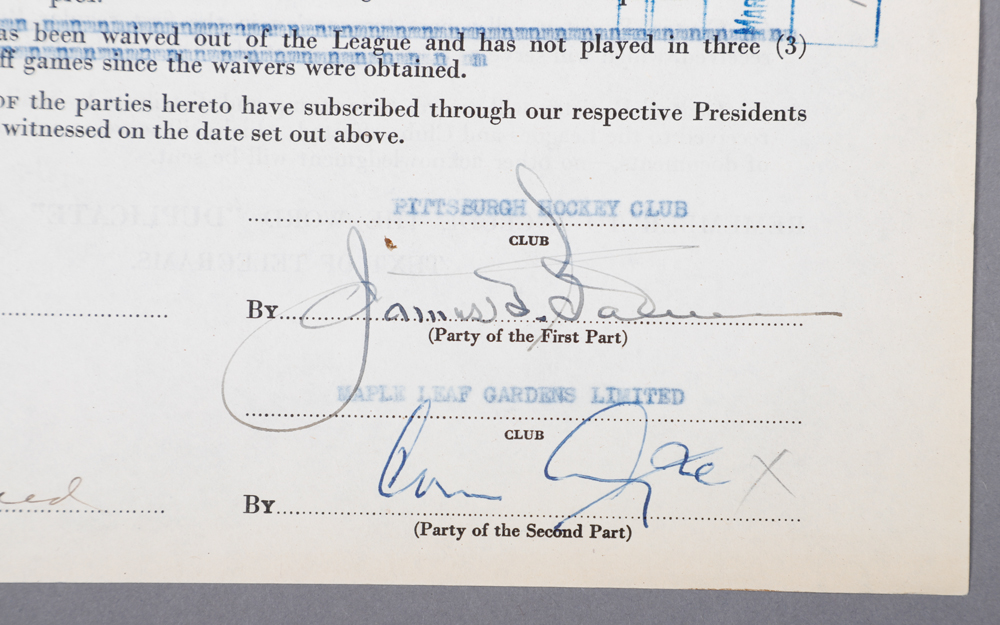 as been waived out of the League and has not played in three (3)
ff games since the waivers were obtained.
OF the parties hereto have subscribed through our respective Presidents
witnessed on the date set out above.
PITTSBURGH HOCKEY CLUB
CLUB
By
James
(Party of the First Part)
MAPLE LEAF GARDENS LIMITED
CLUB
By
X
(Party of the Second Part)